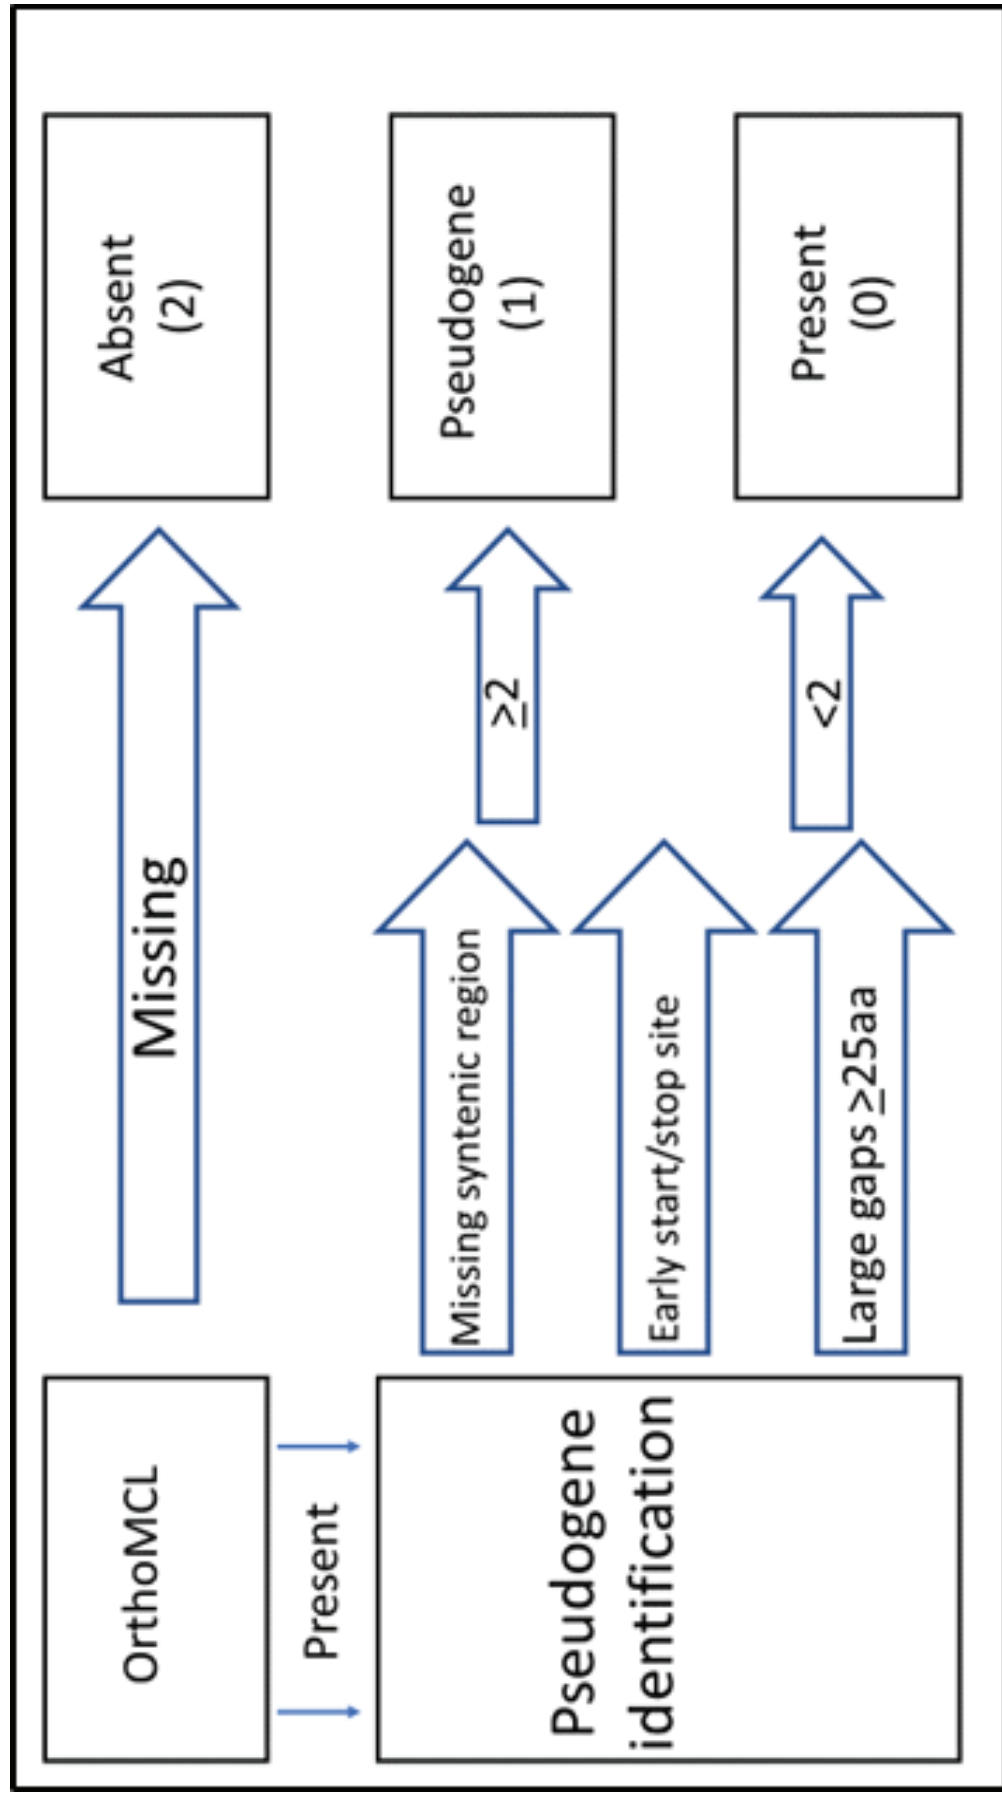 OrthoMCL
Missing
Absent
(2)
Present
Pseudogene
identification
Missing syntenic region
Early start/stop site
Large gaps ≥25aa
≥2
<2
Pseudogene
(1)
Present
(0)